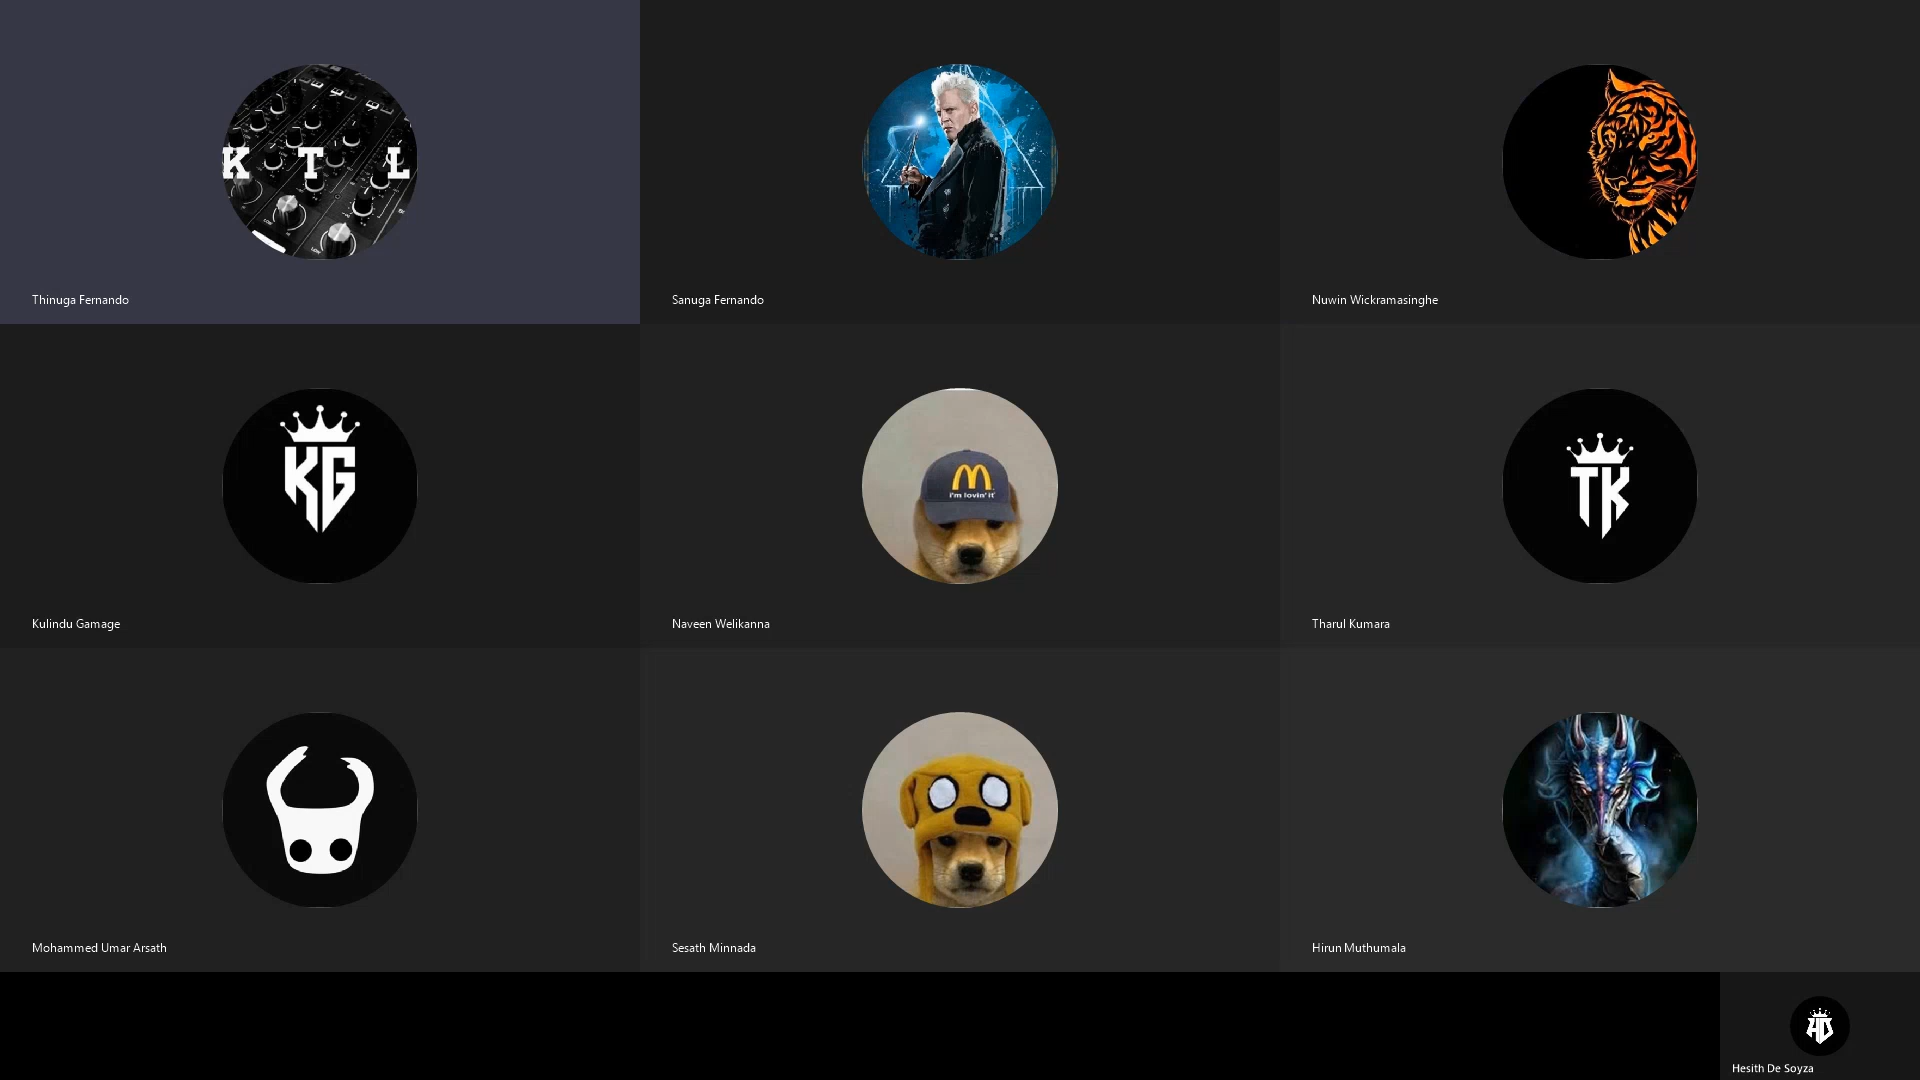 K T L
Thinuga Fernando
Sanuga Fernando
Nuwin Wickramasinghe
KG
M
i'm lovin' it
TK
Kulindu Gamage
Naveen Welikanna
Tharul Kumara
Mohammed Umar Arsath
Sesath Minnada
Hirun Muthumala
HD
Hesith De Soyza